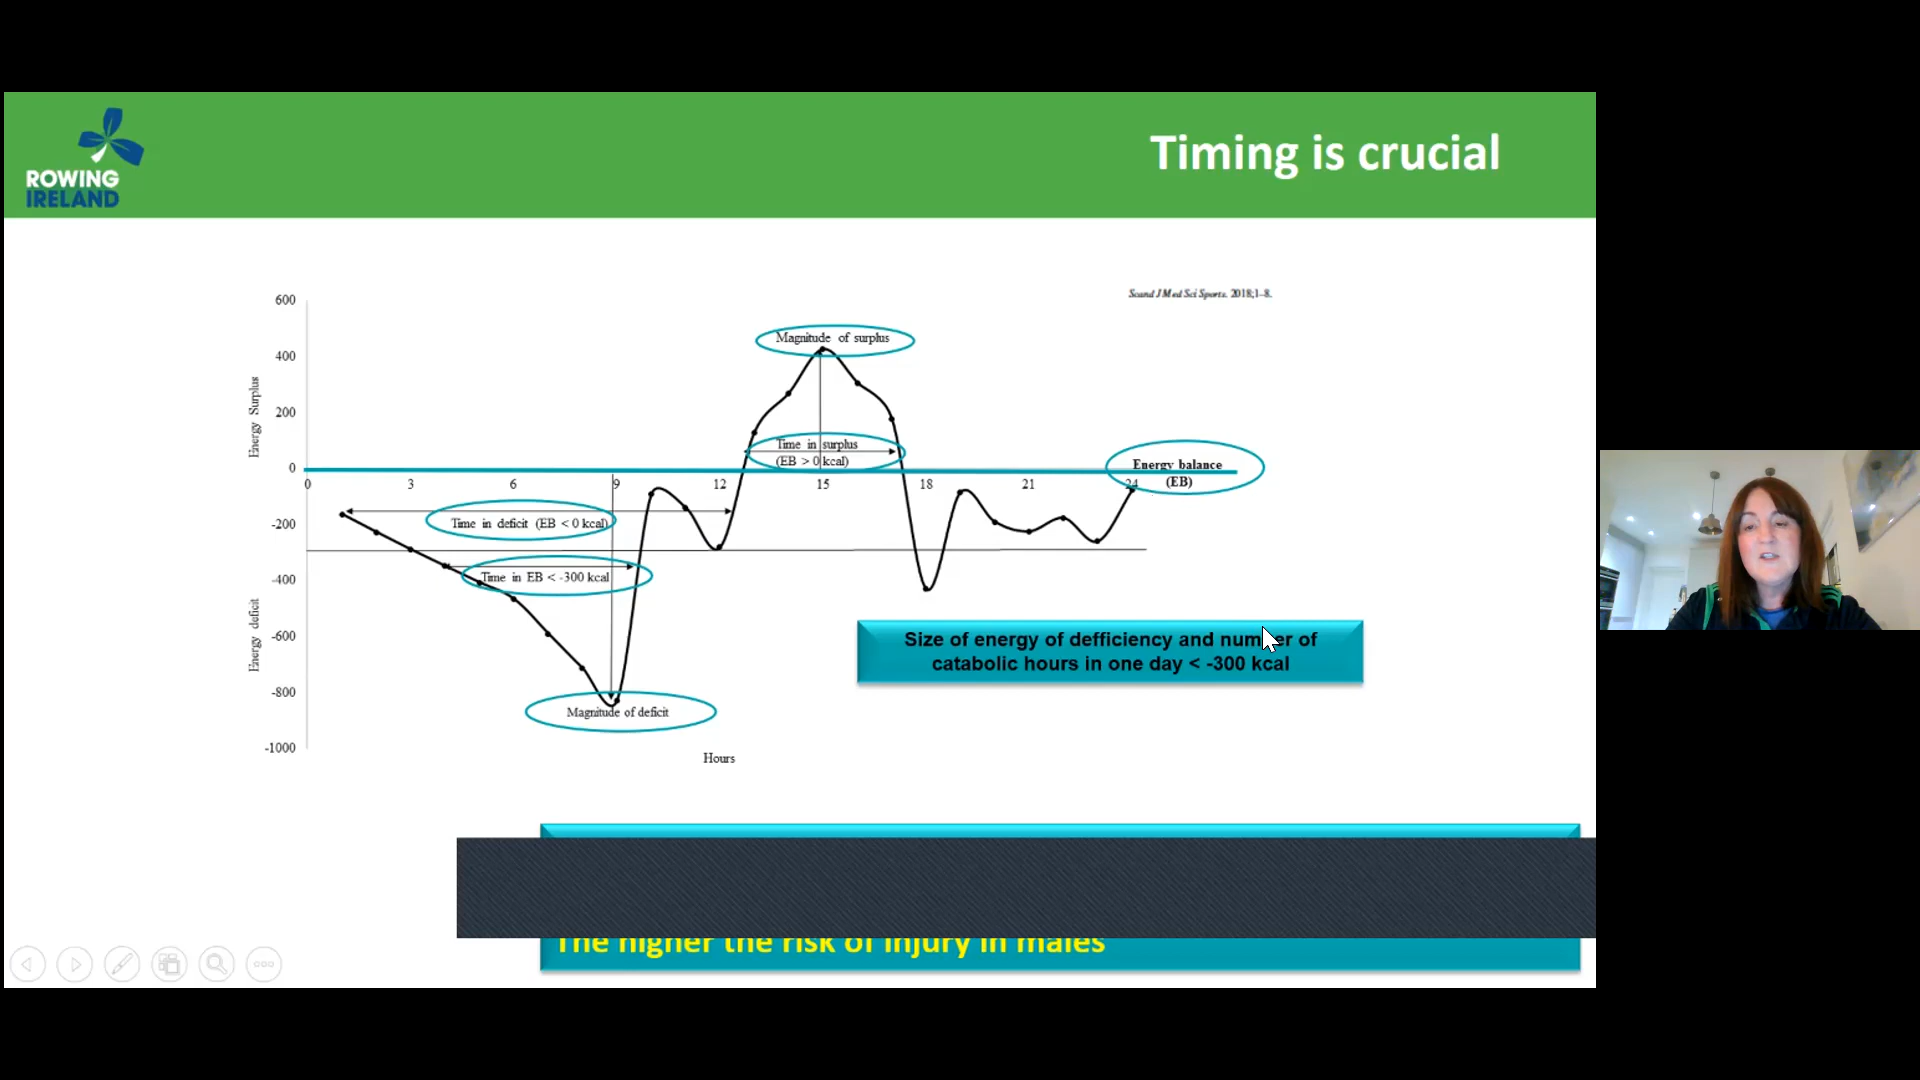 ROWING
IRELAND
Timing is crucial
Scand J Med Sci Sports. 2018;1–8.
600
400
200
0
-200
-400
-600
-800
-1000
Energy Surplus
Energy deficit
0 3 6 9 12 15 18 21 24
Hours
Magnitude of surplus
Time in surplus
(EB > 0 kcal)
Energy balance
(EB)
Time in deficit (EB < 0 kcal)
Time in EB < -300 kcal
Magnitude of deficit
Size of energy of defficiency and number of
catabolic hours in one day < -300 kcal
The higher the risk of injury in males